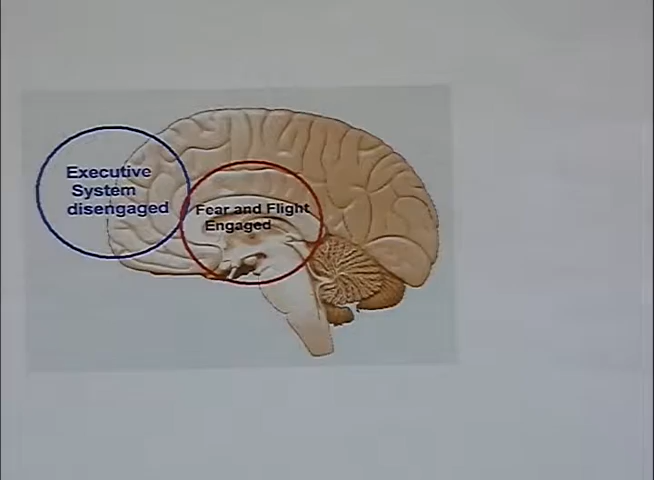 Executive
System
disengaged
Fear and Flight
Engaged